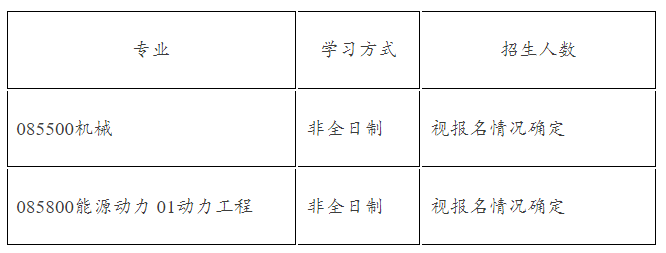 专业 学习方式 招生人数
085500机械 非全日制 视报名情况确定
085800能源动力 01动力工程 非全日制 视报名情况确定